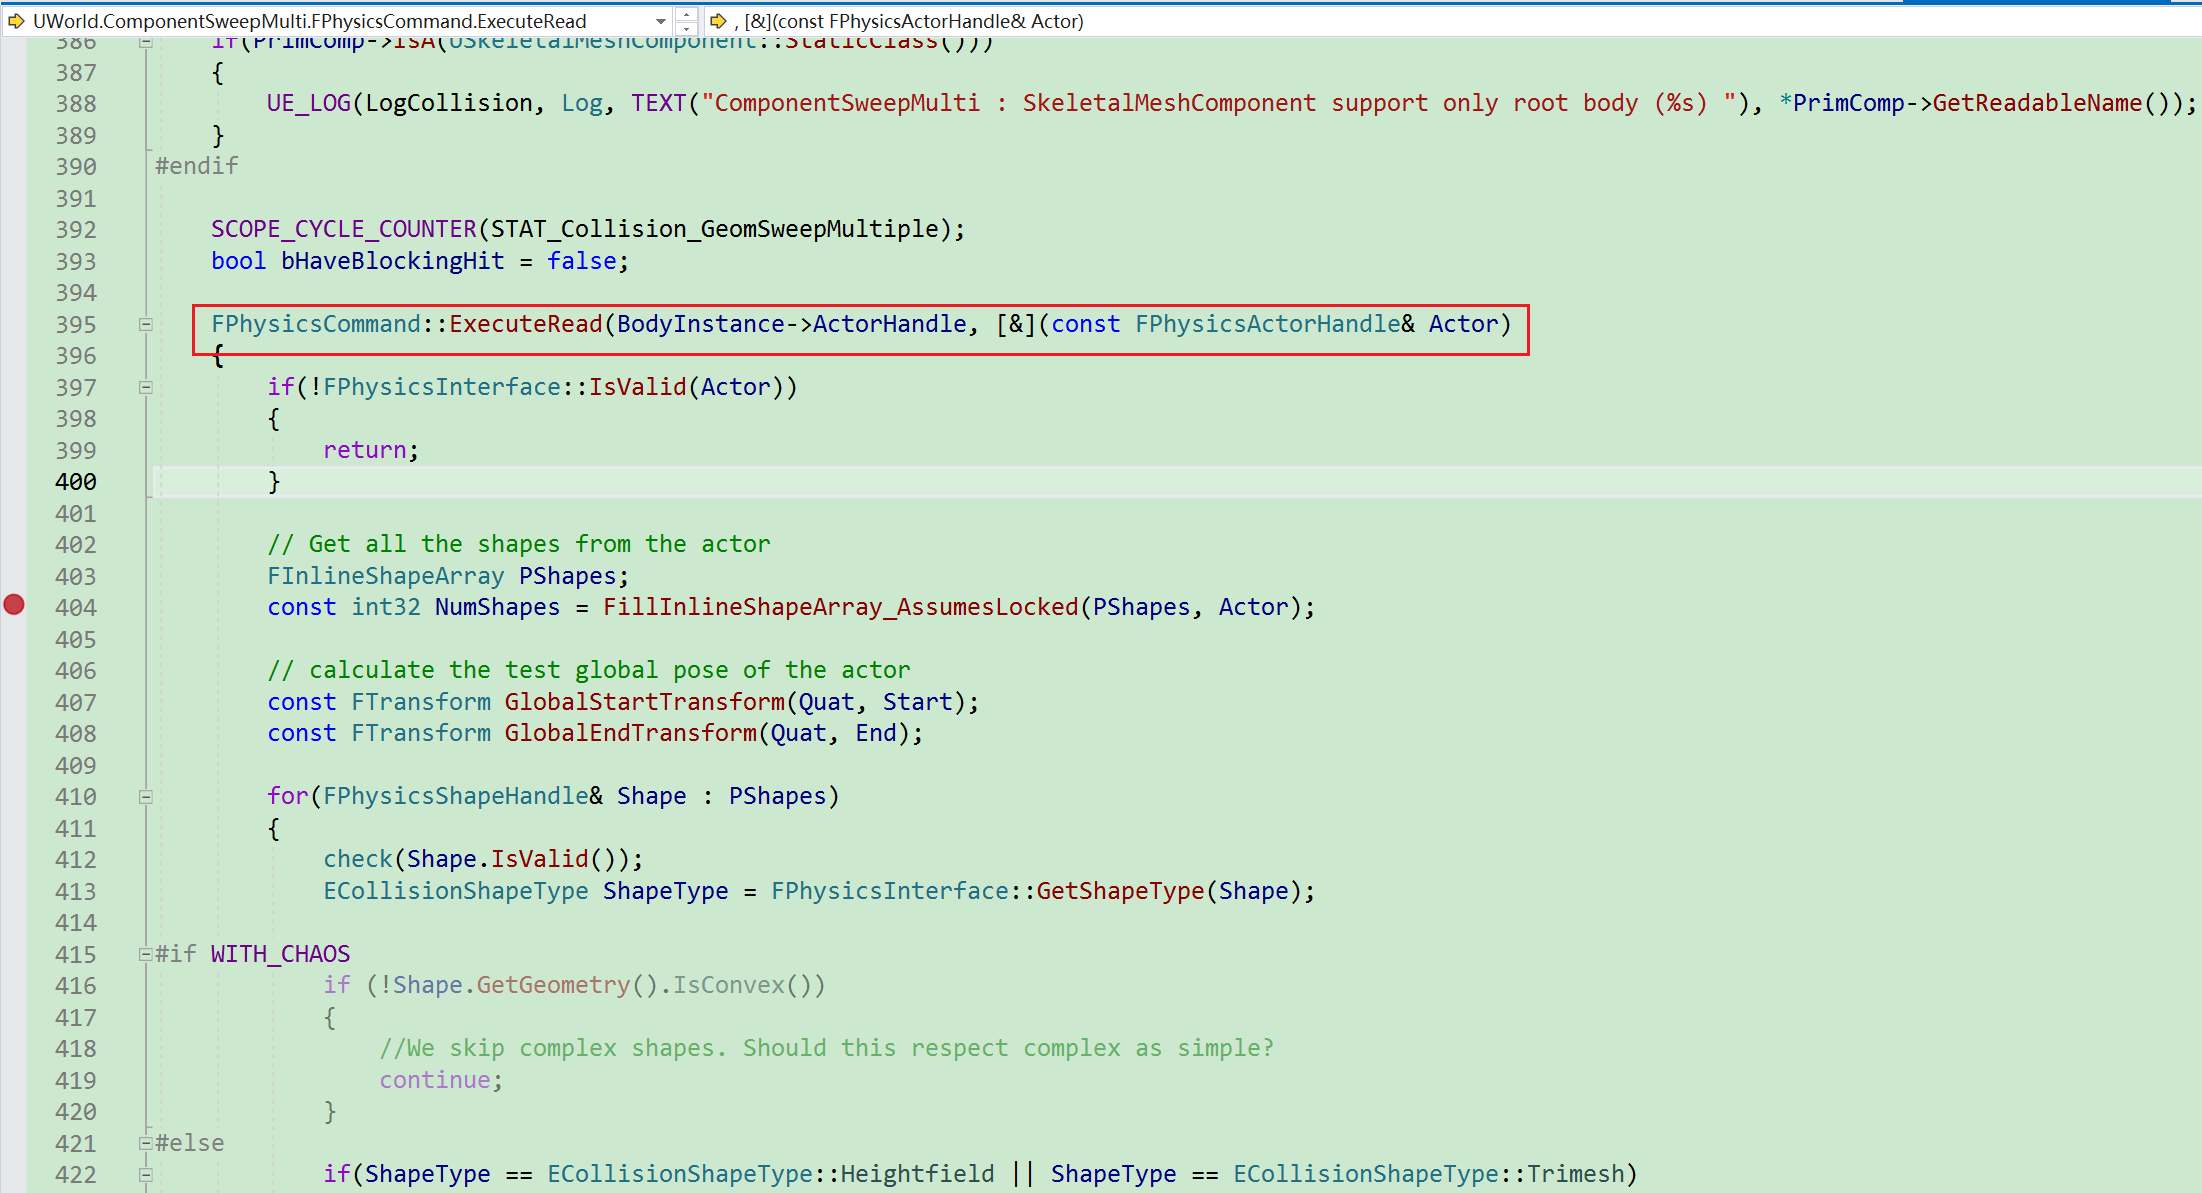 UWorld.ComponentSweepMulti.FPhysicsCommand.ExecuteRead , [&](const FPhysicsActorHandle& Actor)
386 if(PrimComp->IsA(USkeletalMeshComponent::StaticClass()))
387 {
388 UE_LOG(LogCollision, Log, TEXT("ComponentSweepMulti : SkeletalMeshComponent support only root body (%s) "), *PrimComp->GetReadableName());
389 }
390 #endif
391
392 SCOPE_CYCLE_COUNTER(STAT_Collision_GeomSweepMultiple);
393 bool bHaveBlockingHit = false;
394
395 FPhysicsCommand::ExecuteRead(BodyInstance->ActorHandle, [&](const FPhysicsActorHandle& Actor)
396 {
397 if(!FPhysicsInterface::IsValid(Actor))
398 {
399 return;
400 }
401
402 // Get all the shapes from the actor
403 FInlineShapeArray PShapes;
404 const int32 NumShapes = FillInlineShapeArray_AssumesLocked(PShapes, Actor);
405
406 // calculate the test global pose of the actor
407 const FTransform GlobalStartTransform(Quat, Start);
408 const FTransform GlobalEndTransform(Quat, End);
409
410 for(FPhysicsShapeHandle& Shape : PShapes)
411 {
412 check(Shape.IsValid());
413 ECollisionShapeType ShapeType = FPhysicsInterface::GetShapeType(Shape);
414
415 #if WITH_CHAOS
416 if (!Shape.GetGeometry().IsConvex())
417 {
418 //We skip complex shapes. Should this respect complex as simple?
419 continue;
420 }
421 #else
422 if(ShapeType == ECollisionShapeType::Heightfield || ShapeType == ECollisionShapeType::Trimesh)